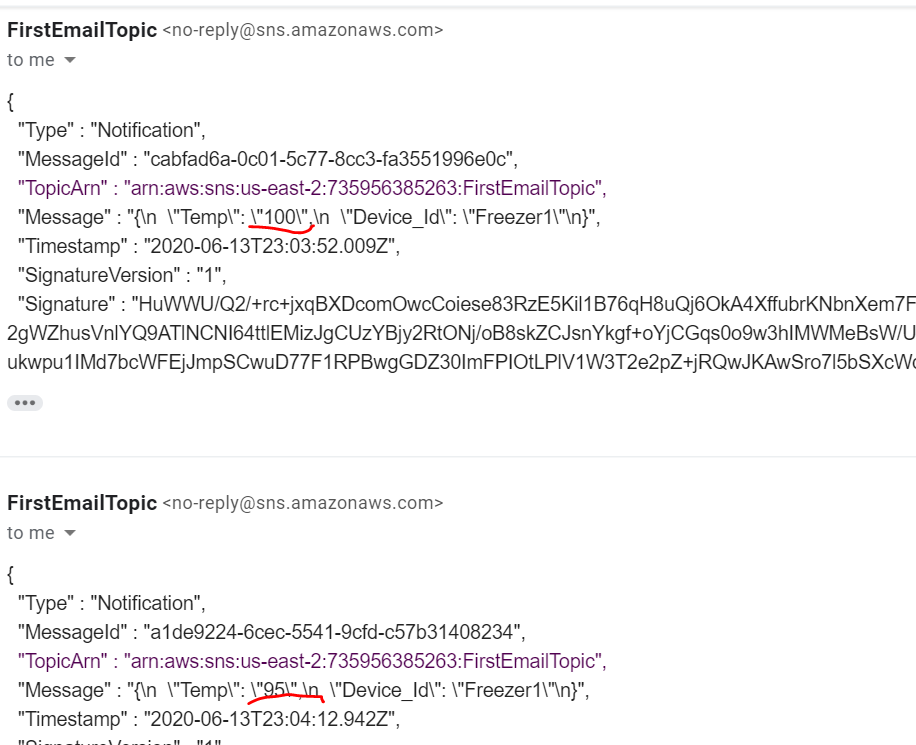 FirstEmailTopic <no-reply@sns.amazonaws.com>
to me
{
"Type" : "Notification",
"MessageId" : "cabfad6a-0c01-5c77-8cc3-fa3551996e0c",
"TopicArn" : "arn:aws:sns:us-east-2:735956385263:FirstEmailTopic",
"Message" : "{\n  \"Temp\": \"100\",\n  \"Device_Id\": \"Freezer1\"\n}",
"Timestamp" : "2020-06-13T23:03:52.009Z",
"SignatureVersion" : "1",
"Signature" : "HuWWU/Q2/+rc+jxqBXDcomOwcCoiese83RzE5Kil1B76qH8uQj6OkA4XffubrKNbnXem7F
2gWZhusVnlYQ9ATlNCNI64ttlEMizJgCUzYBjy2RtONj/oB8skZCJsnYkgf+oYjCGqs0o9w3hIMWMeBsW/U
ukwpu1IMd7bcWFEjJmpSCwuD77F1RPBwgGDZ30ImFPIOtLPlV1W3T2e2pZ+jRQwJKAwSro7l5bSXcWc
FirstEmailTopic <no-reply@sns.amazonaws.com>
to me
{
"Type" : "Notification",
"MessageId" : "a1de9224-6cec-5541-9cfd-c57b31408234",
"TopicArn" : "arn:aws:sns:us-east-2:735956385263:FirstEmailTopic",
"Message" : "{\n  \"Temp\": \"95\",\n  \"Device_Id\": \"Freezer1\"\n}",
"Timestamp" : "2020-06-13T23:04:12.942Z",
"SignatureVersion" : "1"